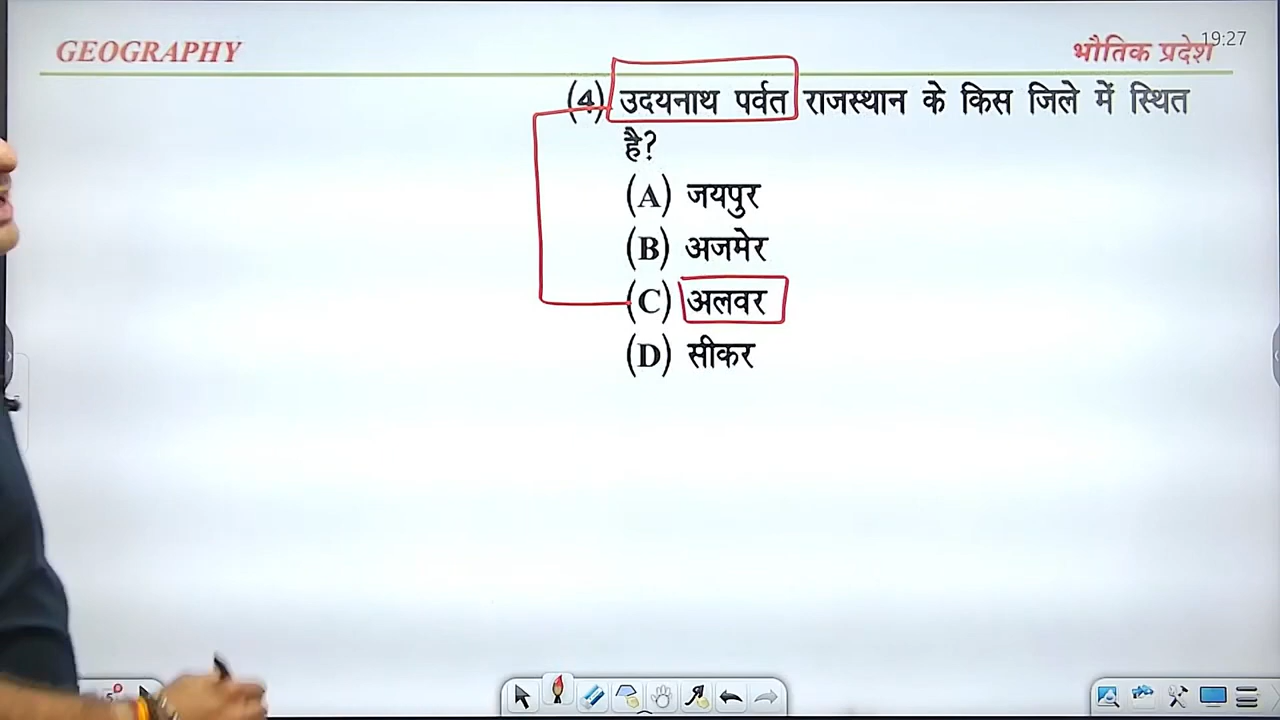 GEOGRAPHY
भौतिक प्रदेश
19:27
(4) उदयनाथ पर्वत राजस्थान के किस जिले में स्थित
है?
(A) जयपुर
(B) अजमेर
(C) अलवर
(D) सीकर